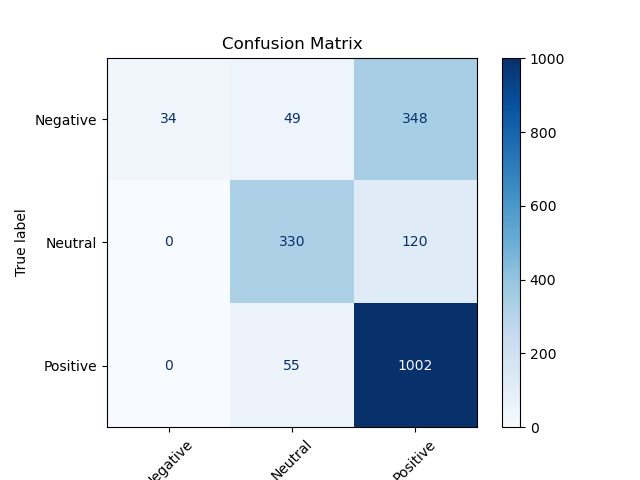 Confusion Matrix
Negative 34 49 348
Neutral 0 330 120
Positive 0 55 1002
True label
Neutral
Positive
1000
800
600
400
200
0